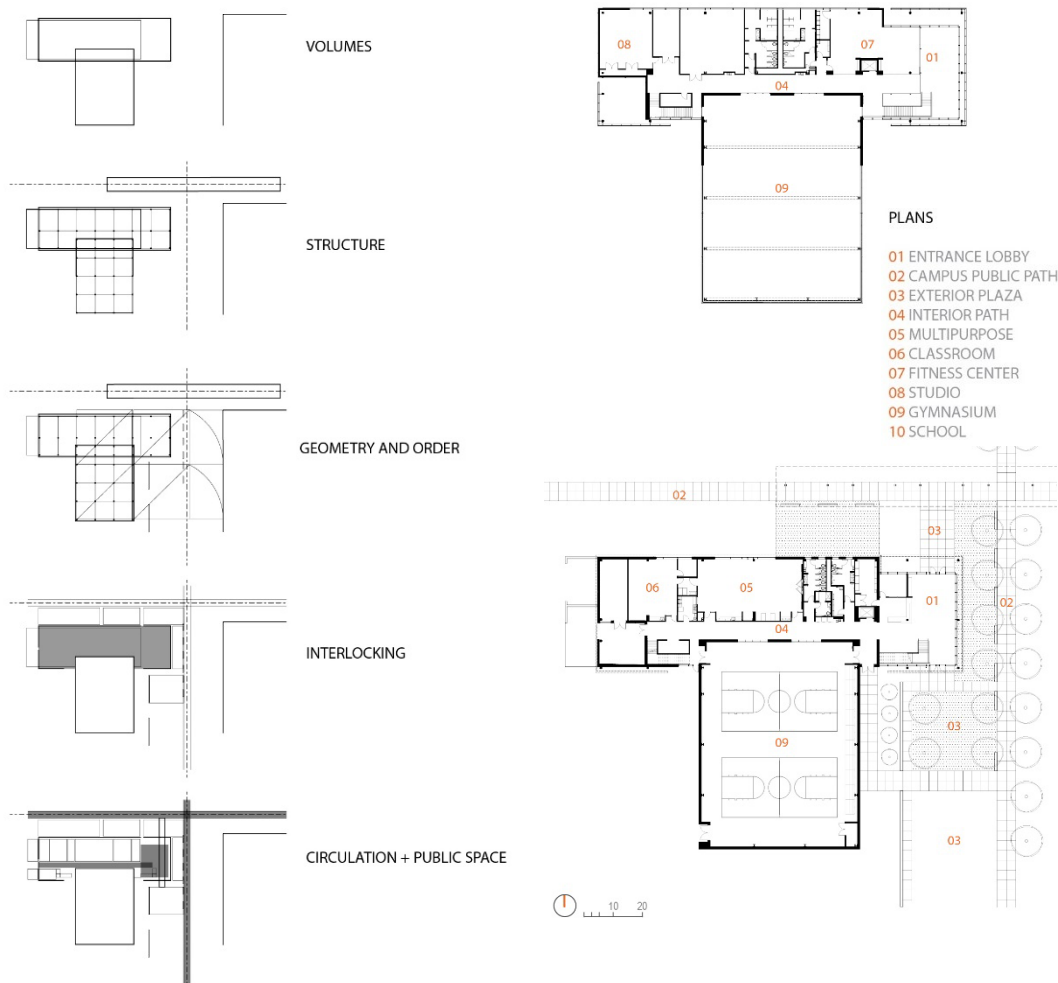 VOLUMES
STRUCTURE
GEOMETRY AND ORDER
INTERLOCKING
CIRCULATION + PUBLIC SPACE
08
07
01
04
09
PLANS
01 ENTRANCE LOBBY
02 CAMPUS PUBLIC PATH
03 EXTERIOR PLAZA
04 INTERIOR PATH
05 MULTIPURPOSE
06 CLASSROOM
07 FITNESS CENTER
08 STUDIO
09 GYMNASIUM
10 SCHOOL
02
03
06
05
01
02
04
03
09
03
10 20